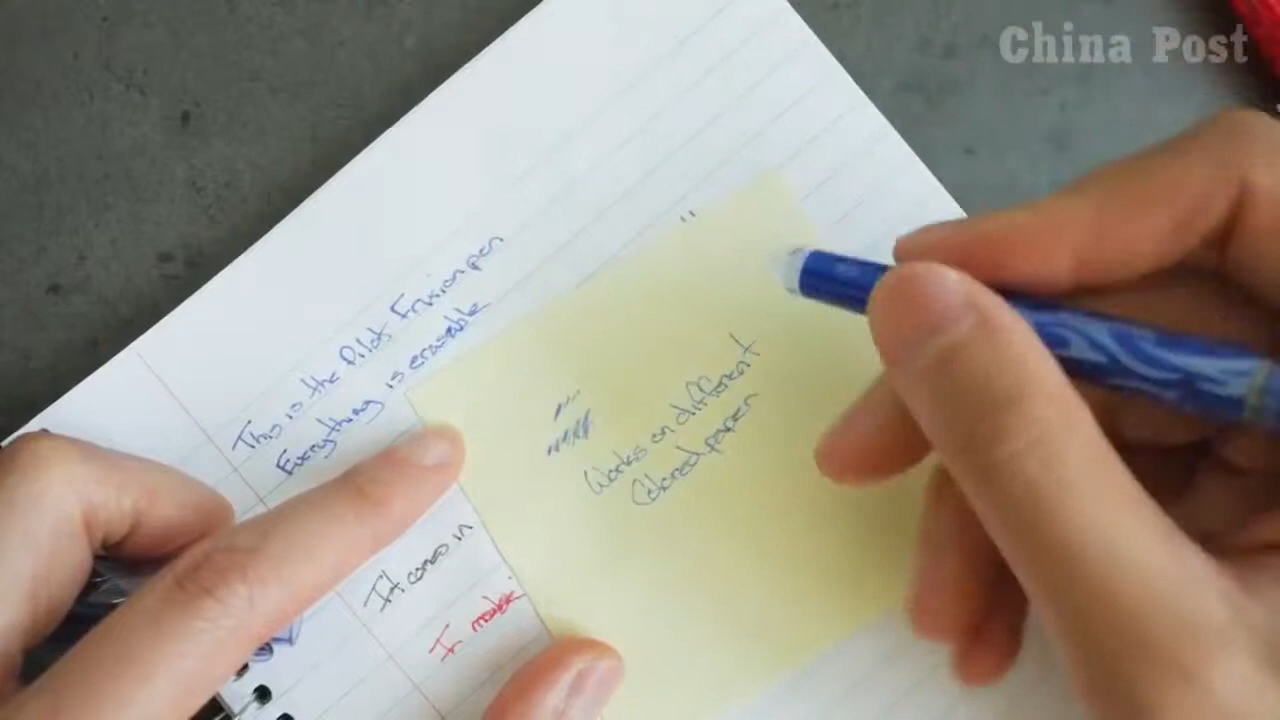 China Post
This is the Pilot Frixion pen
Everything is erasable
Works on different
Colored paper
It comes in
I